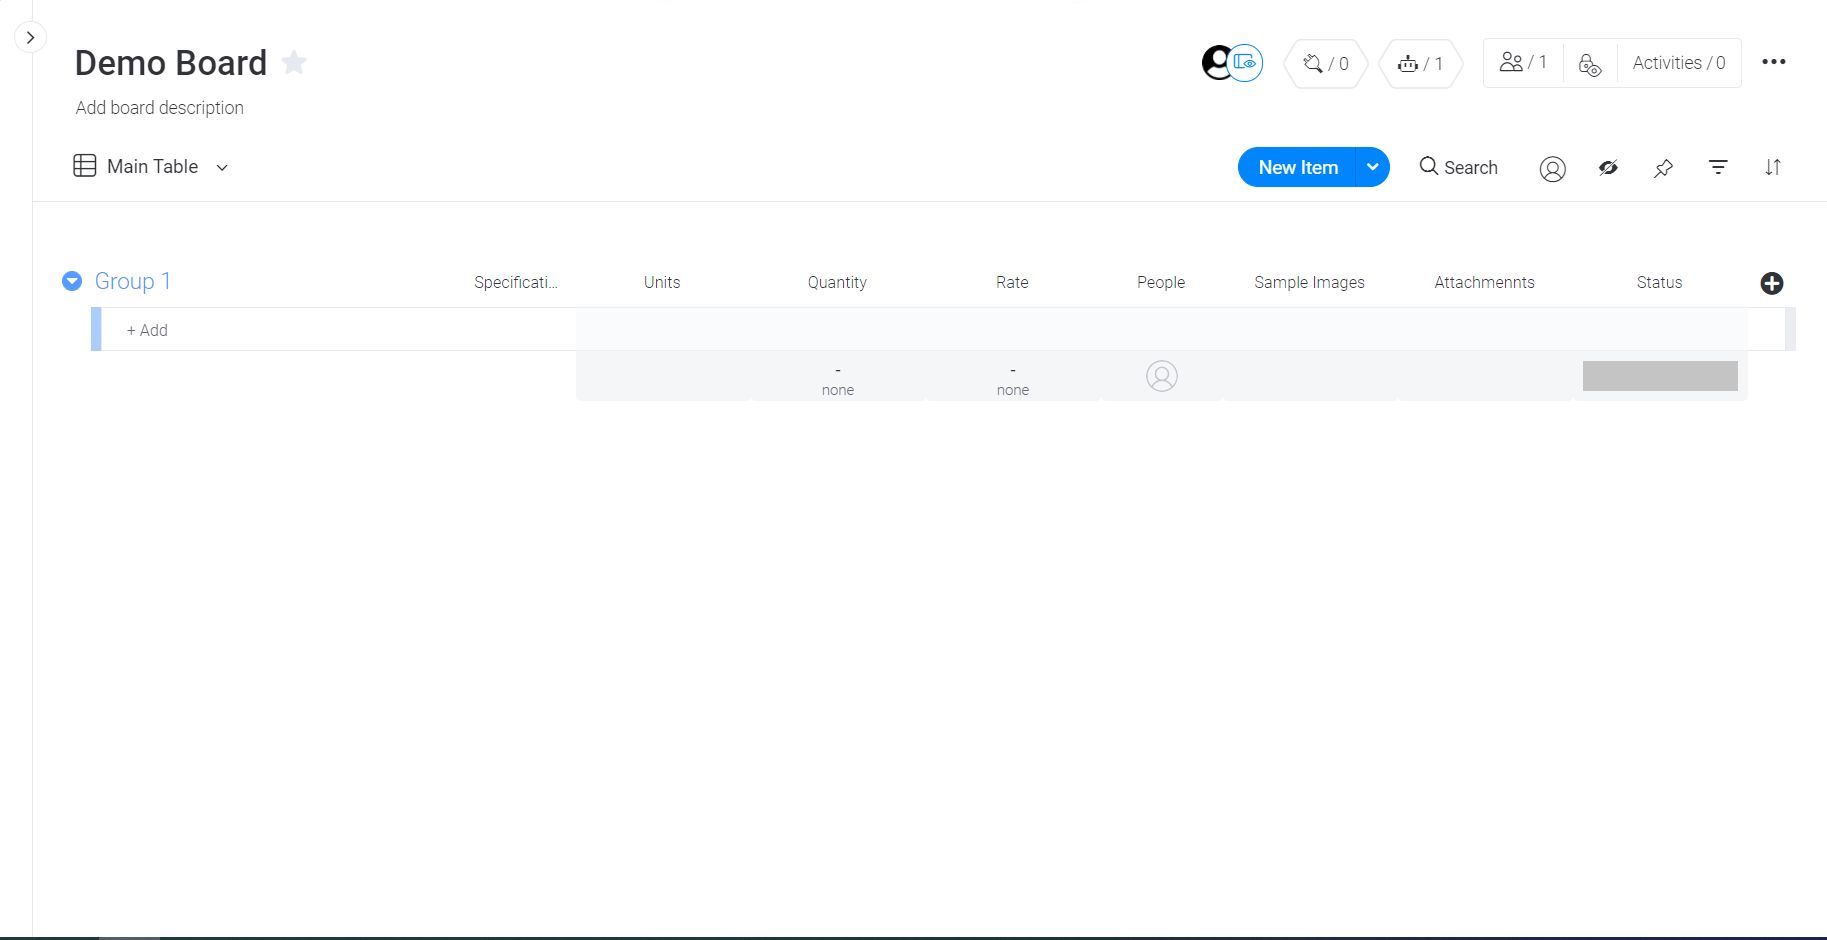 Demo Board
/ 0
/ 1
/ 1
Activities / 0
Add board description
Main Table
New Item
Search
Group 1
Specificati...
Units
Quantity
Rate
People
Sample Images
Attachmennts
Status
+ Add
-
-
none
none